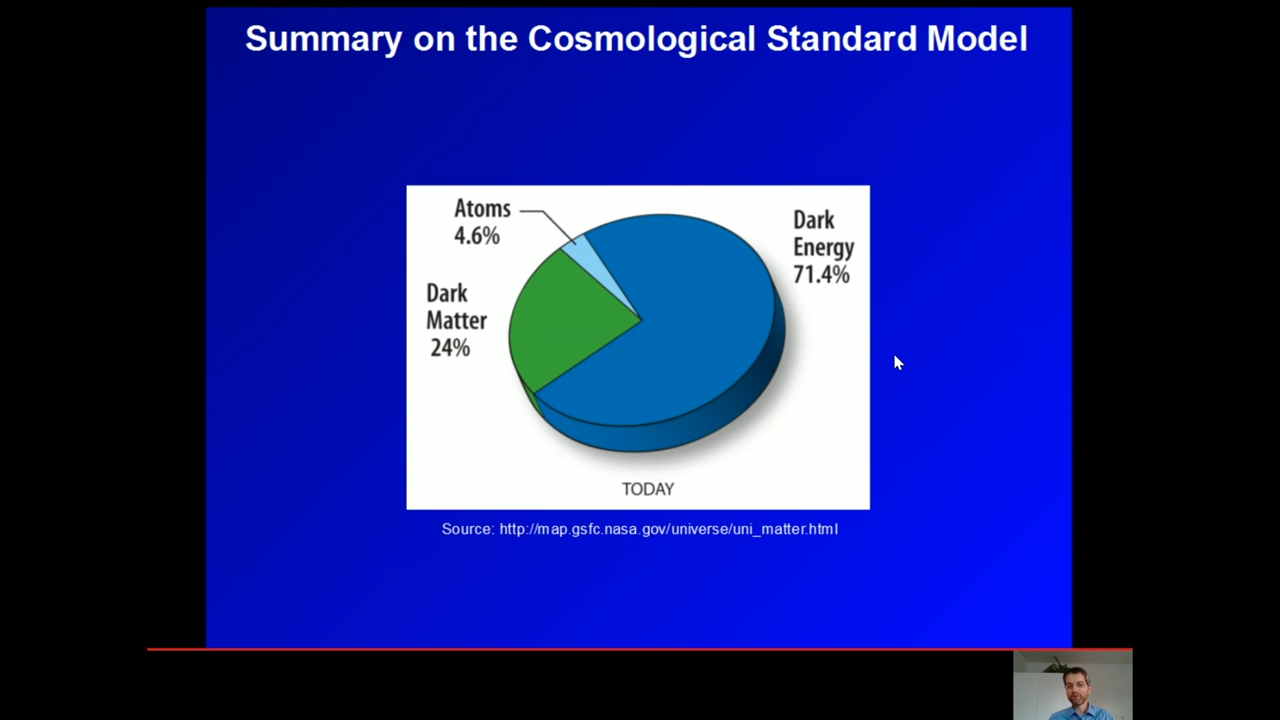 Summary on the Cosmological Standard Model
Atoms
4.6%
Dark
Energy
71.4%
Dark
Matter
24%
TODAY
Source: http://map.gsfc.nasa.gov/universe/uni_matter.html